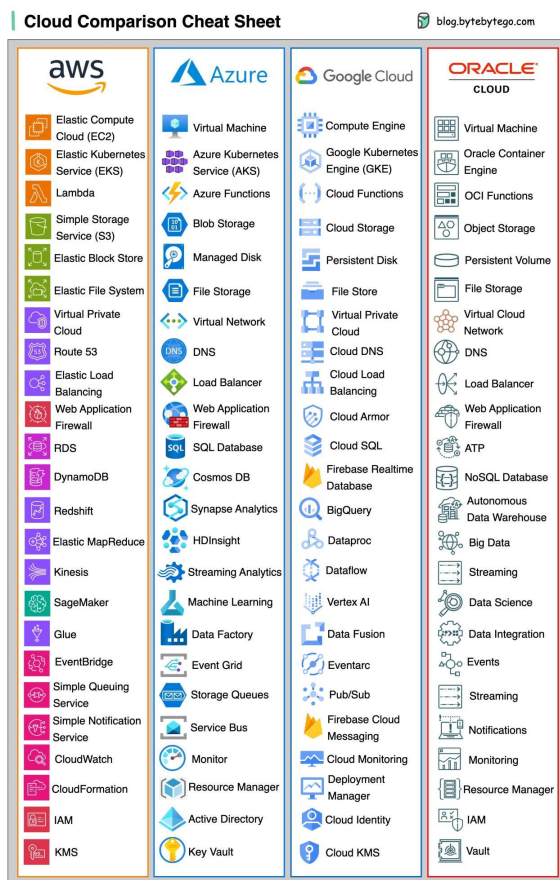 Cloud Comparison Cheat Sheet
blog.bytebytego.com
aws
Azure
Google Cloud
ORACLE®
CLOUD
Elastic Compute
Cloud (EC2)
Virtual Machine
Compute Engine
Virtual Machine
Elastic Kubernetes
Service (EKS)
Azure Kubernetes
Service (AKS)
Google Kubernetes
Engine (GKE)
Oracle Container
Engine
Lambda
Azure Functions
Cloud Functions
OCI Functions
Simple Storage
Service (S3)
Blob Storage
Cloud Storage
Object Storage
Elastic Block Store
Managed Disk
Persistent Disk
Persistent Volume
Elastic File System
File Storage
File Store
File Storage
Virtual Private
Cloud
Virtual Network
Virtual Private
Cloud
Virtual Cloud
Network
53
Route 53
DNS
DNS
Cloud DNS
DNS
Elastic Load
Balancing
Load Balancer
Cloud Load
Balancing
Load Balancer
Web Application
Firewall
Web Application
Firewall
Cloud Armor
Web Application
Firewall
RDS
SQL
SQL Database
Cloud SQL
ATP
DynamoDB
Cosmos DB
Firebase Realtime
Database
NoSQL Database
Redshift
Synapse Analytics
BigQuery
Autonomous
Data Warehouse
Elastic MapReduce
HDInsight
Dataproc
Big Data
Kinesis
Streaming Analytics
Dataflow
Streaming
SageMaker
Machine Learning
Vertex AI
Data Science
Glue
Data Factory
Data Fusion
Data Integration
EventBridge
Event Grid
Eventarc
Events
Simple Queuing
Service
Storage Queues
Pub/Sub
Streaming
Simple Notification
Service
Service Bus
Firebase Cloud
Messaging
Notifications
CloudWatch
Monitor
Cloud Monitoring
Monitoring
CloudFormation
Resource Manager
Deployment
Manager
Resource Manager
IAM
Active Directory
Cloud Identity
IAM
KMS
Key Vault
Cloud KMS
Vault